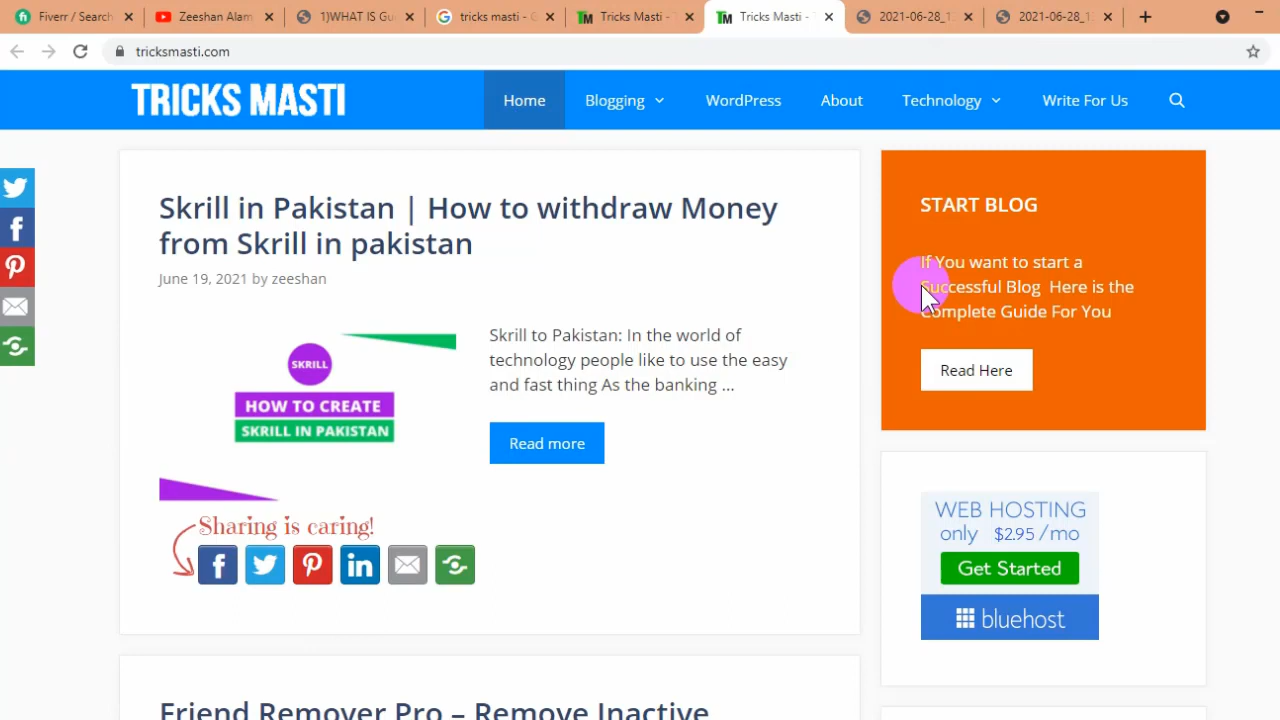 Fiverr / Search
Zeeshan Alam
1)WHAT IS Gu
tricks masti - G
Tricks Masti - T
Tricks Masti - T
2021-06-28_1
2021-06-28_1
tricksmasti.com
TRICKS MASTI
Home
Blogging
WordPress
About
Technology
Write For Us
Skrill in Pakistan | How to withdraw Money
from Skrill in pakistan
June 19, 2021 by zeeshan
SKRILL
HOW TO CREATE
SKRILL IN PAKISTAN
Skrill to Pakistan: In the world of
technology people like to use the easy
and fast thing As the banking ...
Read more
Sharing is caring!
START BLOG
If You want to start a
Successful Blog Here is the
Complete Guide For You
Read Here
WEB HOSTING
only $2.95/mo
Get Started
bluehost
Friend Remover Pro – Remove Inactive